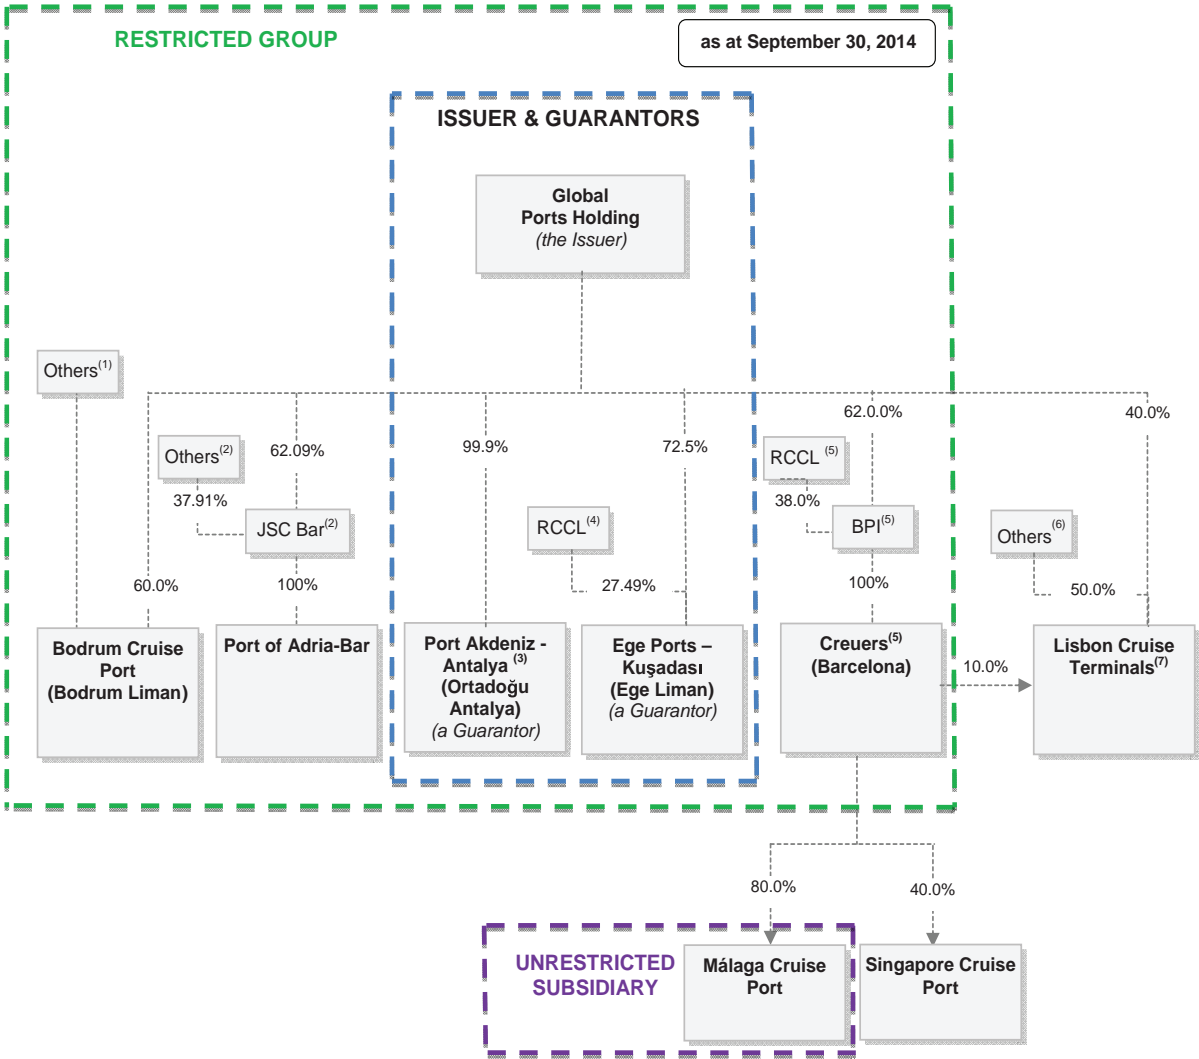 RESTRICTED GROUP
as at September 30, 2014
ISSUER & GUARANTORS
Global
Ports Holding
(the Issuer)
Others(1)
Others(2)
62.09%
99.9%
72.5%
RCCL (5)
62.0.0%
40.0%
37.91%
JSC Bar(2)
RCCL(4)
38.0%
BPI(5)
Others(6)
60.0%
100%
27.49%
100%
50.0%
Bodrum Cruise
Port
(Bodrum Liman)
Port of Adria-Bar
Port Akdeniz -
Antalya (3)
(Ortadoğu
Antalya)
(a Guarantor)
Ege Ports –
Kuşadası
(Ege Liman)
(a Guarantor)
Creuers(5)
(Barcelona)
10.0%
Lisbon Cruise
Terminals(7)
80.0%
40.0%
UNRESTRICTED
SUBSIDIARY
Málaga Cruise
Port
Singapore Cruise
Port